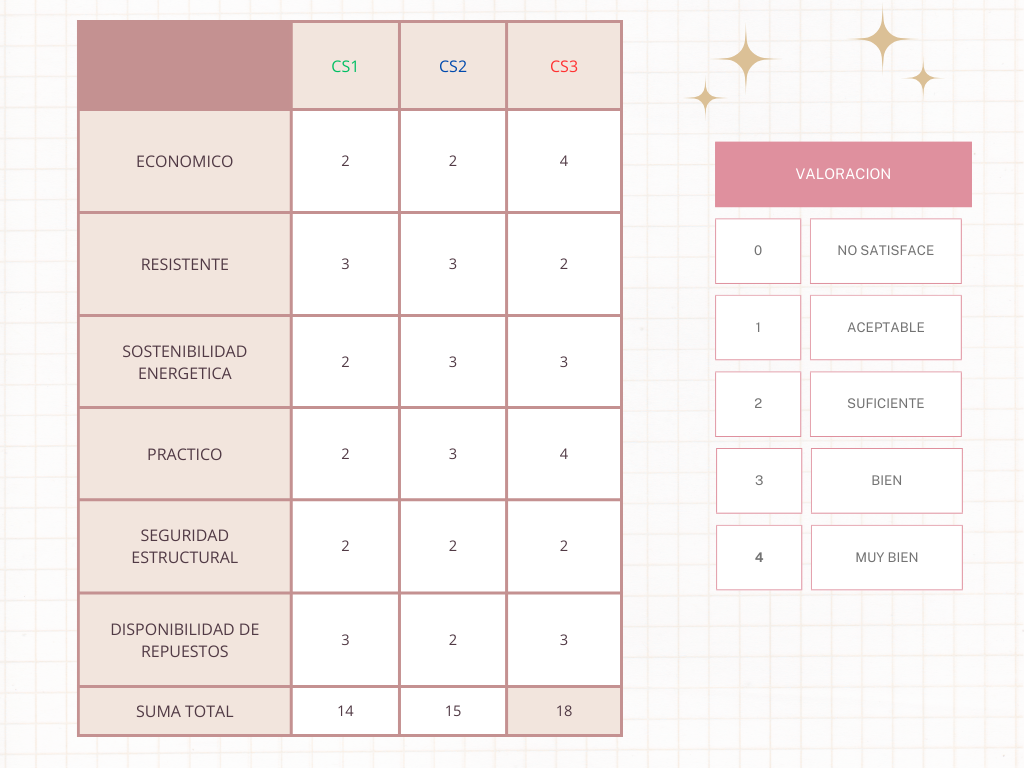 CS1 CS2 CS3
ECONOMICO 2 2 4
RESISTENTE 3 3 2
SOSTENIBILIDAD
ENERGETICA 2 3 3
PRACTICO 2 3 4
SEGURIDAD
ESTRUCTURAL 2 2 2
DISPONIBILIDAD DE
REPUESTOS 3 2 3
SUMA TOTAL 14 15 18
VALORACION
0 NO SATISFACE
1 ACEPTABLE
2 SUFICIENTE
3 BIEN
4 MUY BIEN